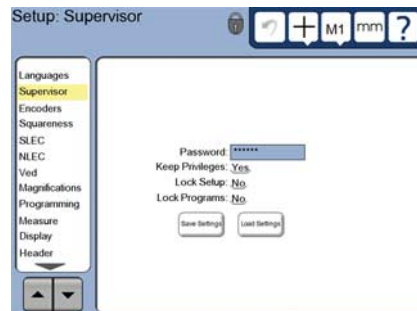 Setup: Supervisor
M1
mm
?
Languages
Supervisor
Encoders
Squareness
SLEC
NLEC
Ved
Magnifications
Programming
Measure
Display
Header
Password: ******
Keep Privileges: Yes.
Lock Setup: No.
Lock Programs: No.
Save Settings
Load Settings